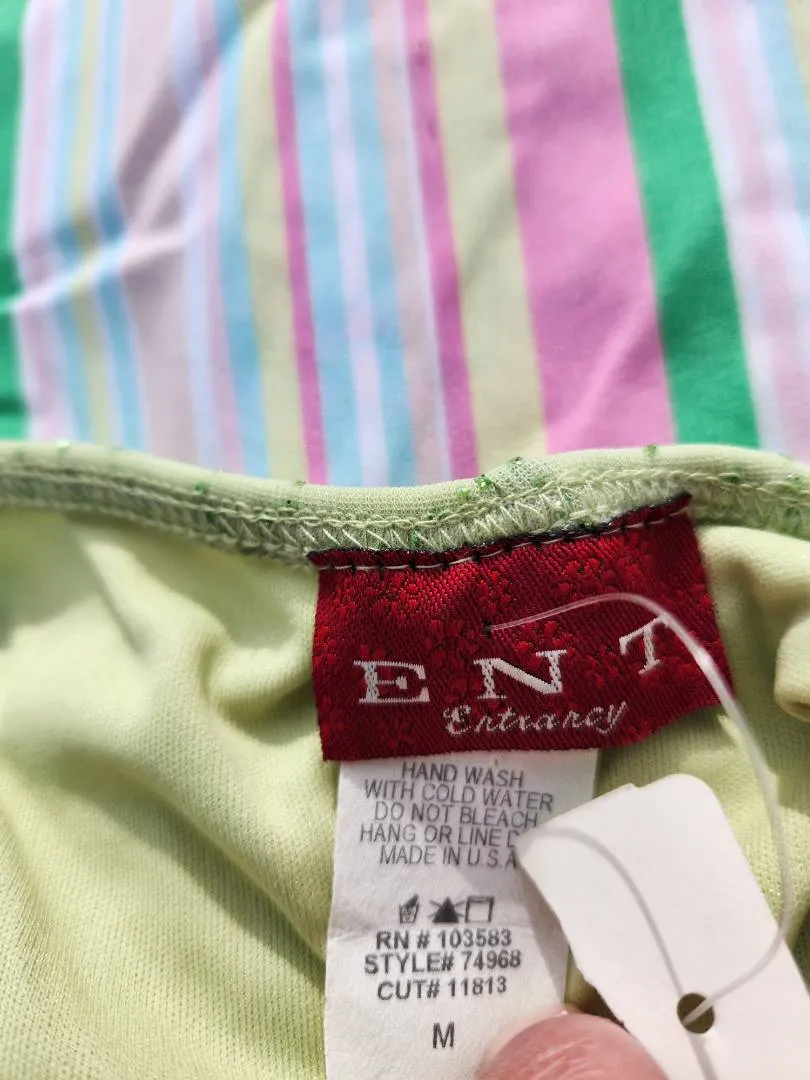 E N T
Entrancy
HAND WASH
WITH COLD WATER
DO NOT BLEACH
HANG OR LINE D
MADE IN U.S.A
RN # 103583
STYLE# 74968
CUT# 11813
M